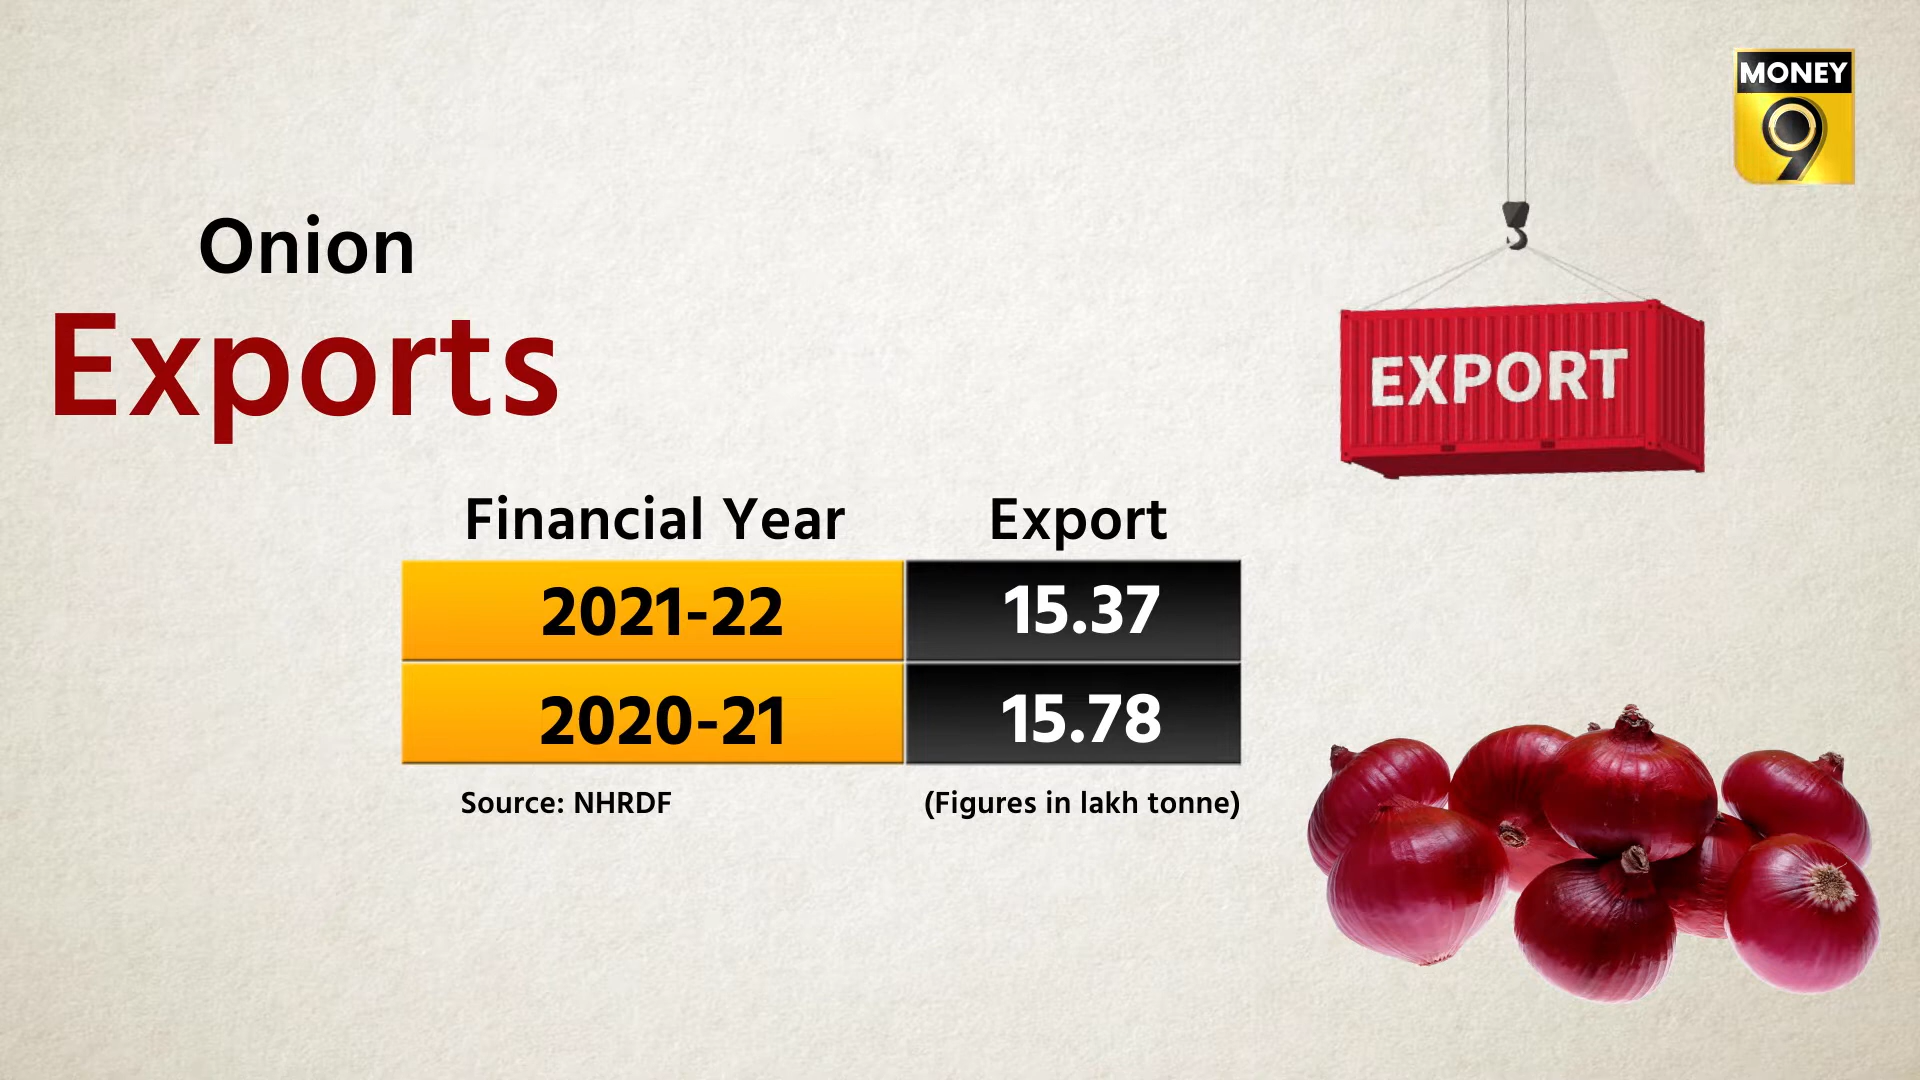 MONEY
9
Onion
Exports
EXPORT
Financial Year Export
2021-22 15.37
2020-21 15.78
Source: NHRDF (Figures in lakh tonne)